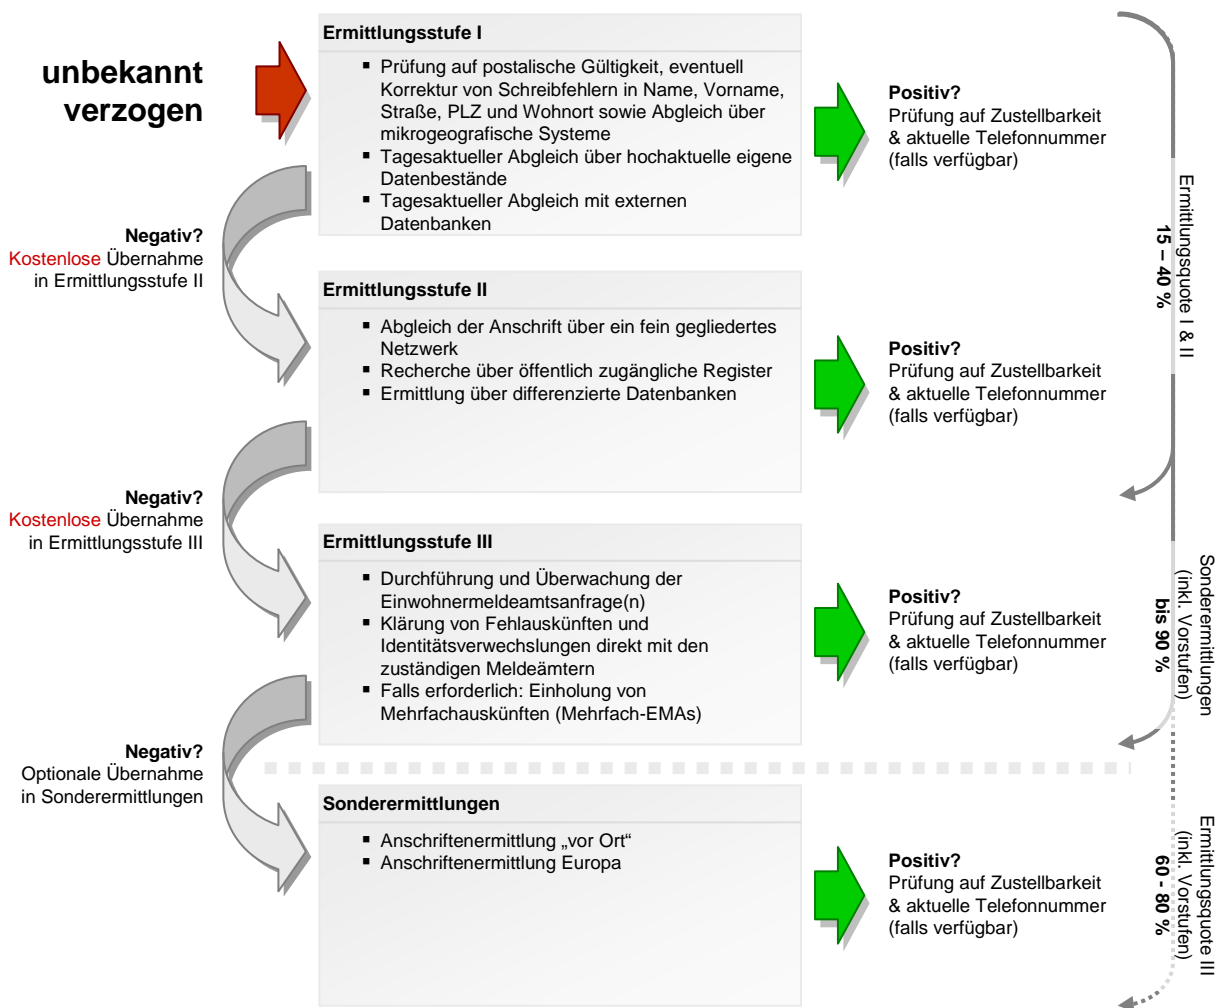 unbekannt
verzogen
Ermittlungsstufe I
▪ Prüfung auf postalische Gültigkeit, eventuell
Korrektur von Schreibfehlern in Name, Vorname,
Straße, PLZ und Wohnort sowie Abgleich über
mikrogeografische Systeme
▪ Tagesaktueller Abgleich über hochaktuelle eigene
Datenbestände
▪ Tagesaktueller Abgleich mit externen
Datenbanken
Positiv?
Prüfung auf Zustellbarkeit
& aktuelle Telefonnummer
(falls verfügbar)
Negativ?
Kostenlose Übernahme
in Ermittlungsstufe II
Ermittlungsstufe II
▪ Abgleich der Anschrift über ein fein gegliedertes
Netzwerk
▪ Recherche über öffentlich zugängliche Register
▪ Ermittlung über differenzierte Datenbanken
Positiv?
Prüfung auf Zustellbarkeit
& aktuelle Telefonnummer
(falls verfügbar)
Negativ?
Kostenlose Übernahme
in Ermittlungsstufe III
Ermittlungsstufe III
▪ Durchführung und Überwachung der
Einwohnermeldeamtsanfrage(n)
▪ Klärung von Fehlauskünften und
Identitätsverwechslungen direkt mit den
zuständigen Meldeämtern
▪ Falls erforderlich: Einholung von
Mehrfachauskünften (Mehrfach-EMAs)
Positiv?
Prüfung auf Zustellbarkeit
& aktuelle Telefonnummer
(falls verfügbar)
Negativ?
Optionale Übernahme
in Sonderermittlungen
Sonderermittlungen
▪ Anschriftenermittlung „vor Ort“
▪ Anschriftenermittlung Europa
Positiv?
Prüfung auf Zustellbarkeit
& aktuelle Telefonnummer
(falls verfügbar)
Ermittlungsquote I & II
15 – 40 %
Sonderermittlungen
(inkl. Vorstufen)
bis 90 %
Ermittlungsquote III
(inkl. Vorstufen)
60 - 80 %